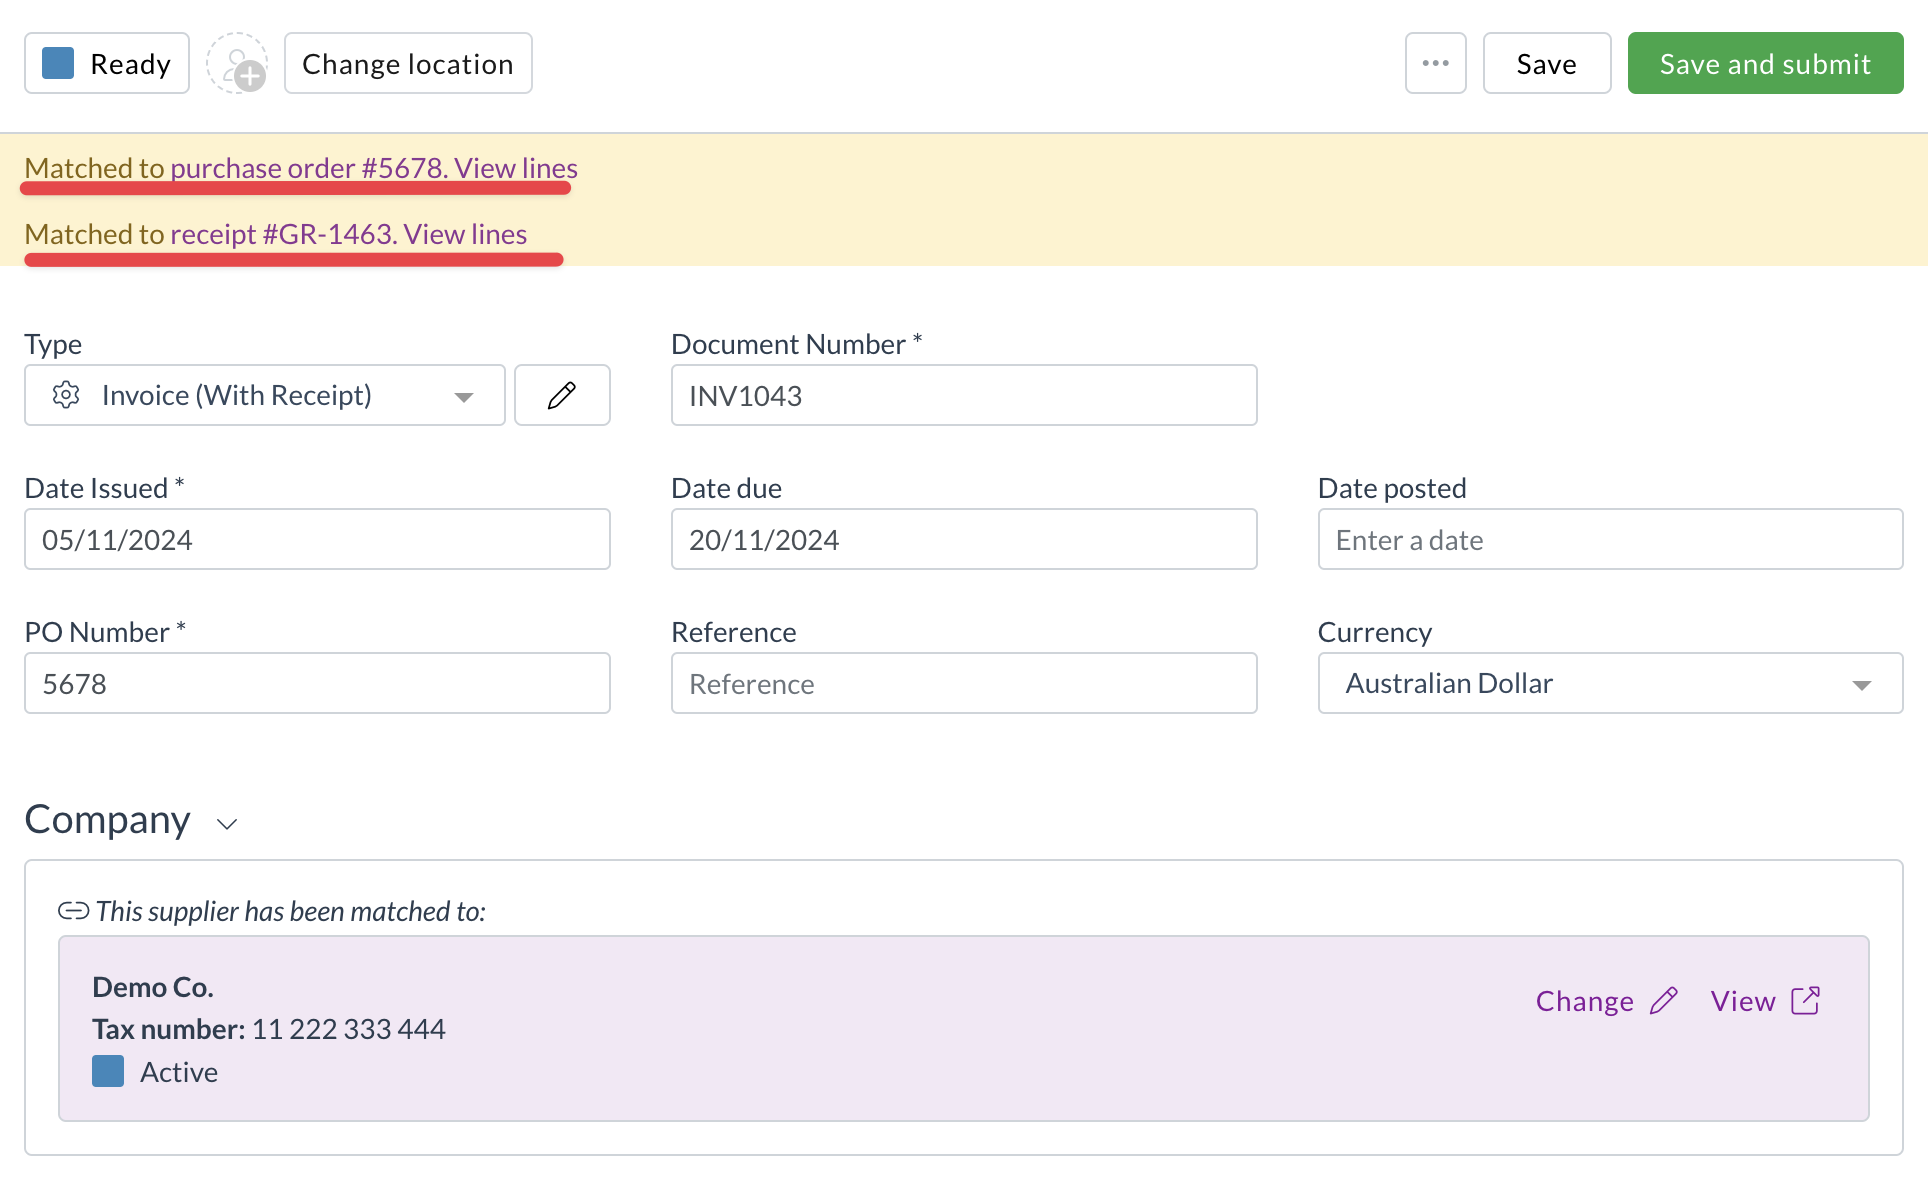 Ready Change location ... Save Save and submit
Matched to purchase order #5678. View lines
Matched to receipt #GR-1463. View lines
Type Document Number *
Invoice (With Receipt) INV1043
Date Issued * Date due Date posted
05/11/2024 20/11/2024 Enter a date
PO Number * Reference Currency
5678 Reference Australian Dollar
Company
This supplier has been matched to:
Demo Co.
Change View
Tax number: 11 222 333 444
Active